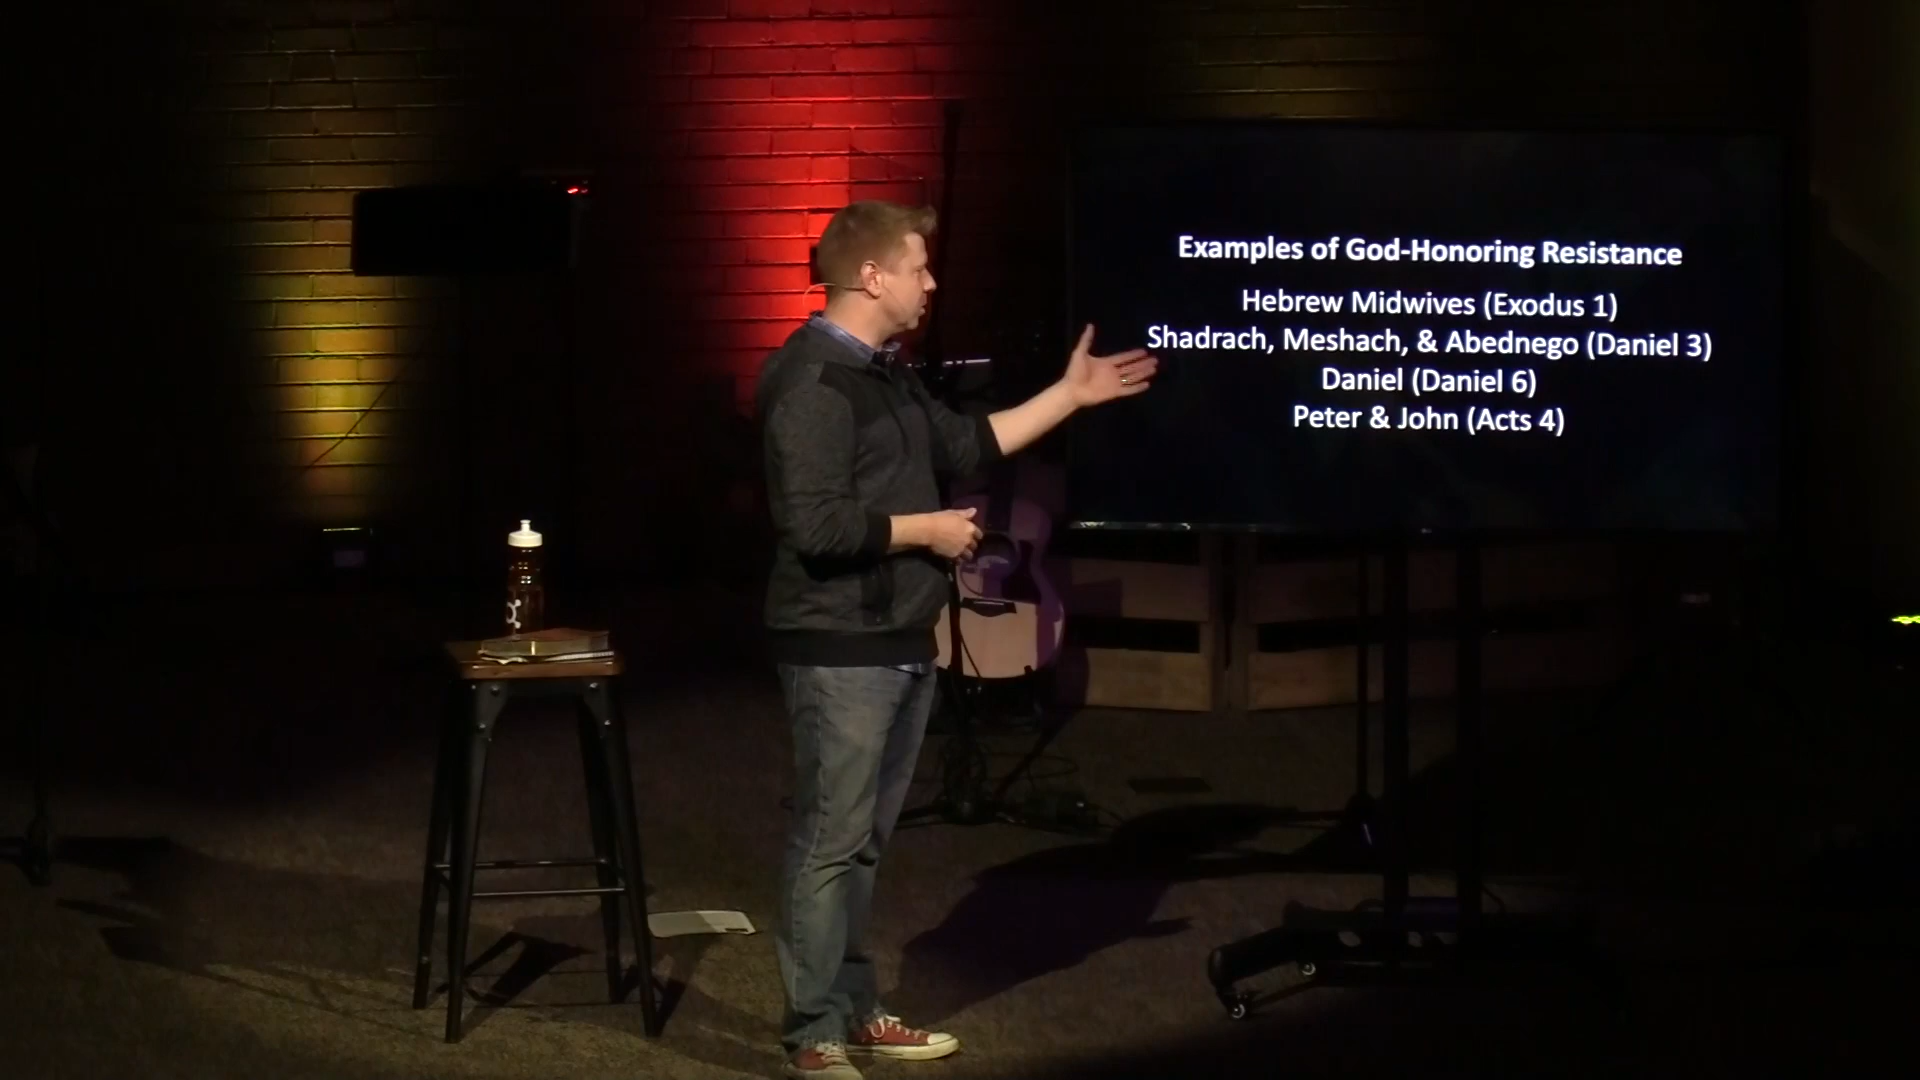 Examples of God-Honoring Resistance
Hebrew Midwives (Exodus 1)
Shadrach, Meshach, & Abednego (Daniel 3)
Daniel (Daniel 6)
Peter & John (Acts 4)